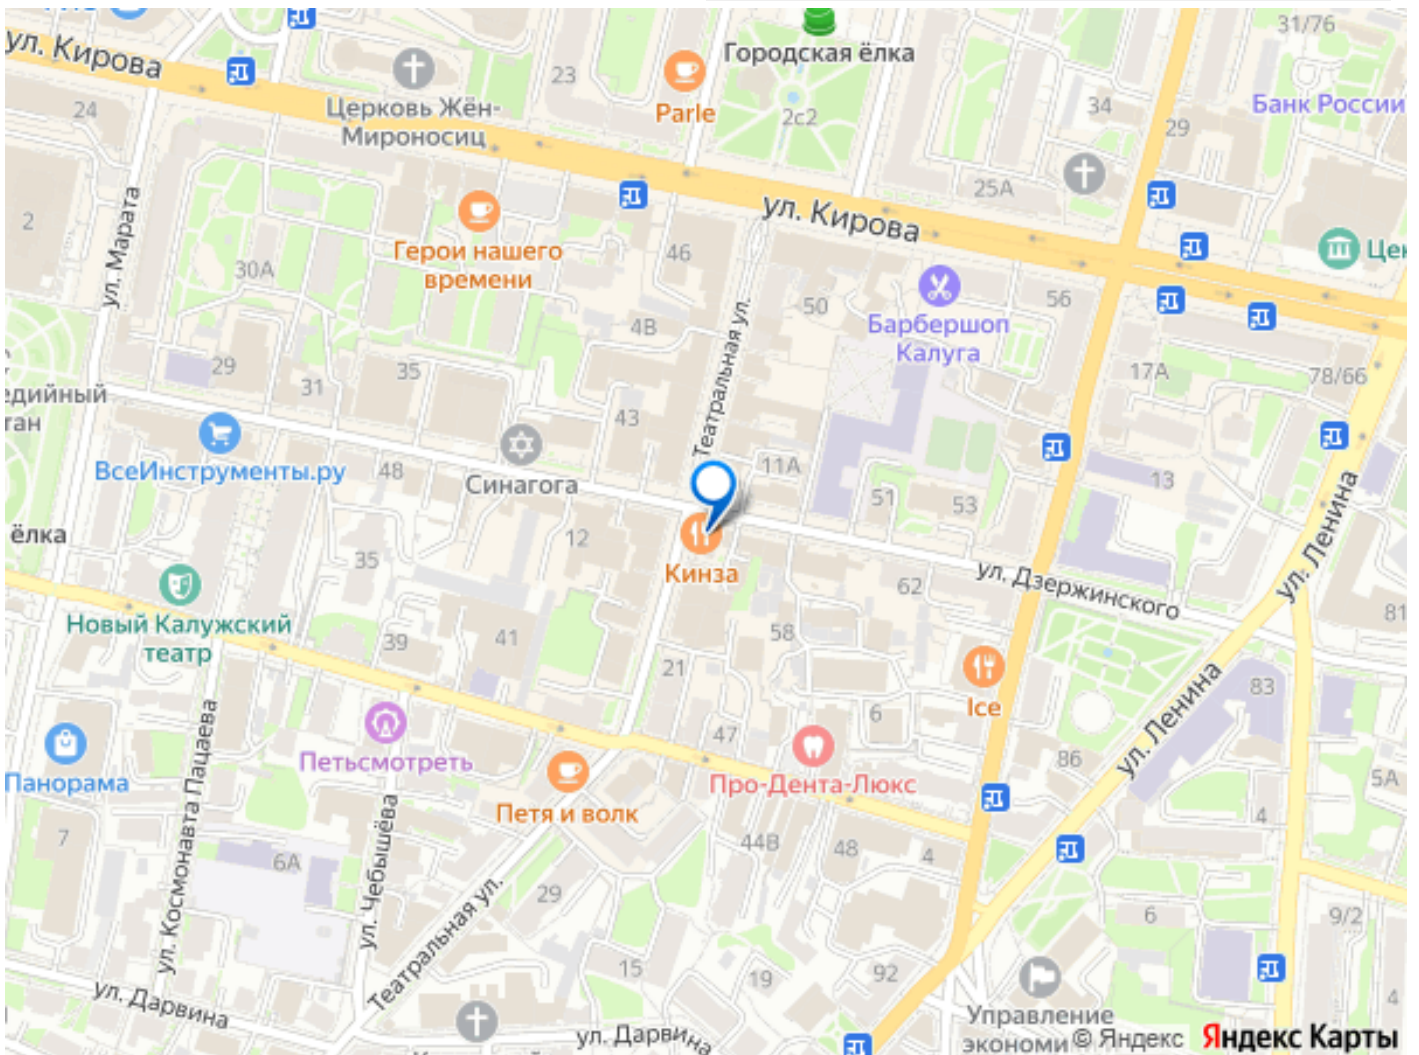 31/76
ул. Кирова
Городская ёлка
23
24
Parle
Церковь Жён-
Мироносиц
2с2
34
29
Банк России
2
ул. Марата
25А
ул. Кирова
Герои нашего
времени
46
30А
Театральная ул.
50
56
Барбершоп
Калуга
4В
29
31
35
43
17А
78/66
ВсеИнструменты.ру
48
Синагога
11А
51
53
13
ул. Ленина
ёлка
12
35
Кинза
62
ул. Дзержинского
81
Новый Калужский
театр
39
41
58
21
83
ул. Ленина
Ice
6
47
86
Панорама
Петьсмотреть
Про-Дента-Люкс
5А
Петя и волк
ул. Космонавта Пацаева
ул. Чебышёва
7
6А
44В
48
4
4
29
Театральная ул.
6
9/2
15
19
92
4
ул. Дарвина
ул. Дарвина
Управление
экономи
© Яндекс
Яндекс Карты